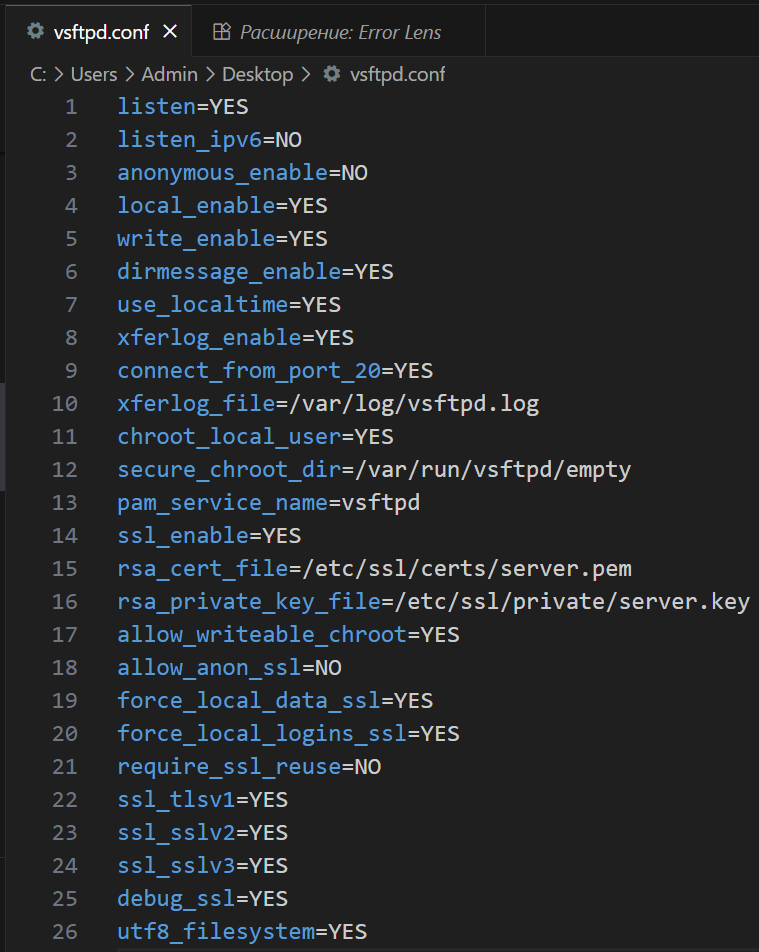 vsftpd.conf
Расширение: Error Lens
C: > Users > Admin > Desktop > vsftpd.conf
1 listen=YES
2 listen_ipv6=NO
3 anonymous_enable=NO
4 local_enable=YES
5 write_enable=YES
6 dirmessage_enable=YES
7 use_localtime=YES
8 xferlog_enable=YES
9 connect_from_port_20=YES
10 xferlog_file=/var/log/vsftpd.log
11 chroot_local_user=YES
12 secure_chroot_dir=/var/run/vsftpd/empty
13 pam_service_name=vsftpd
14 ssl_enable=YES
15 rsa_cert_file=/etc/ssl/certs/server.pem
16 rsa_private_key_file=/etc/ssl/private/server.key
17 allow_writeable_chroot=YES
18 allow_anon_ssl=NO
19 force_local_data_ssl=YES
20 force_local_logins_ssl=YES
21 require_ssl_reuse=NO
22 ssl_tlsv1=YES
23 ssl_sslv2=YES
24 ssl_sslv3=YES
25 debug_ssl=YES
26 utf8_filesystem=YES